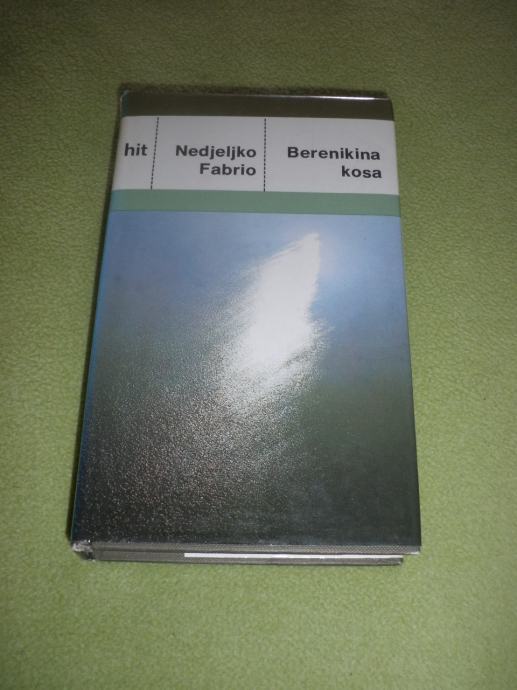 hit
Nedjeljko
Fabrio
Berenikina
kosa